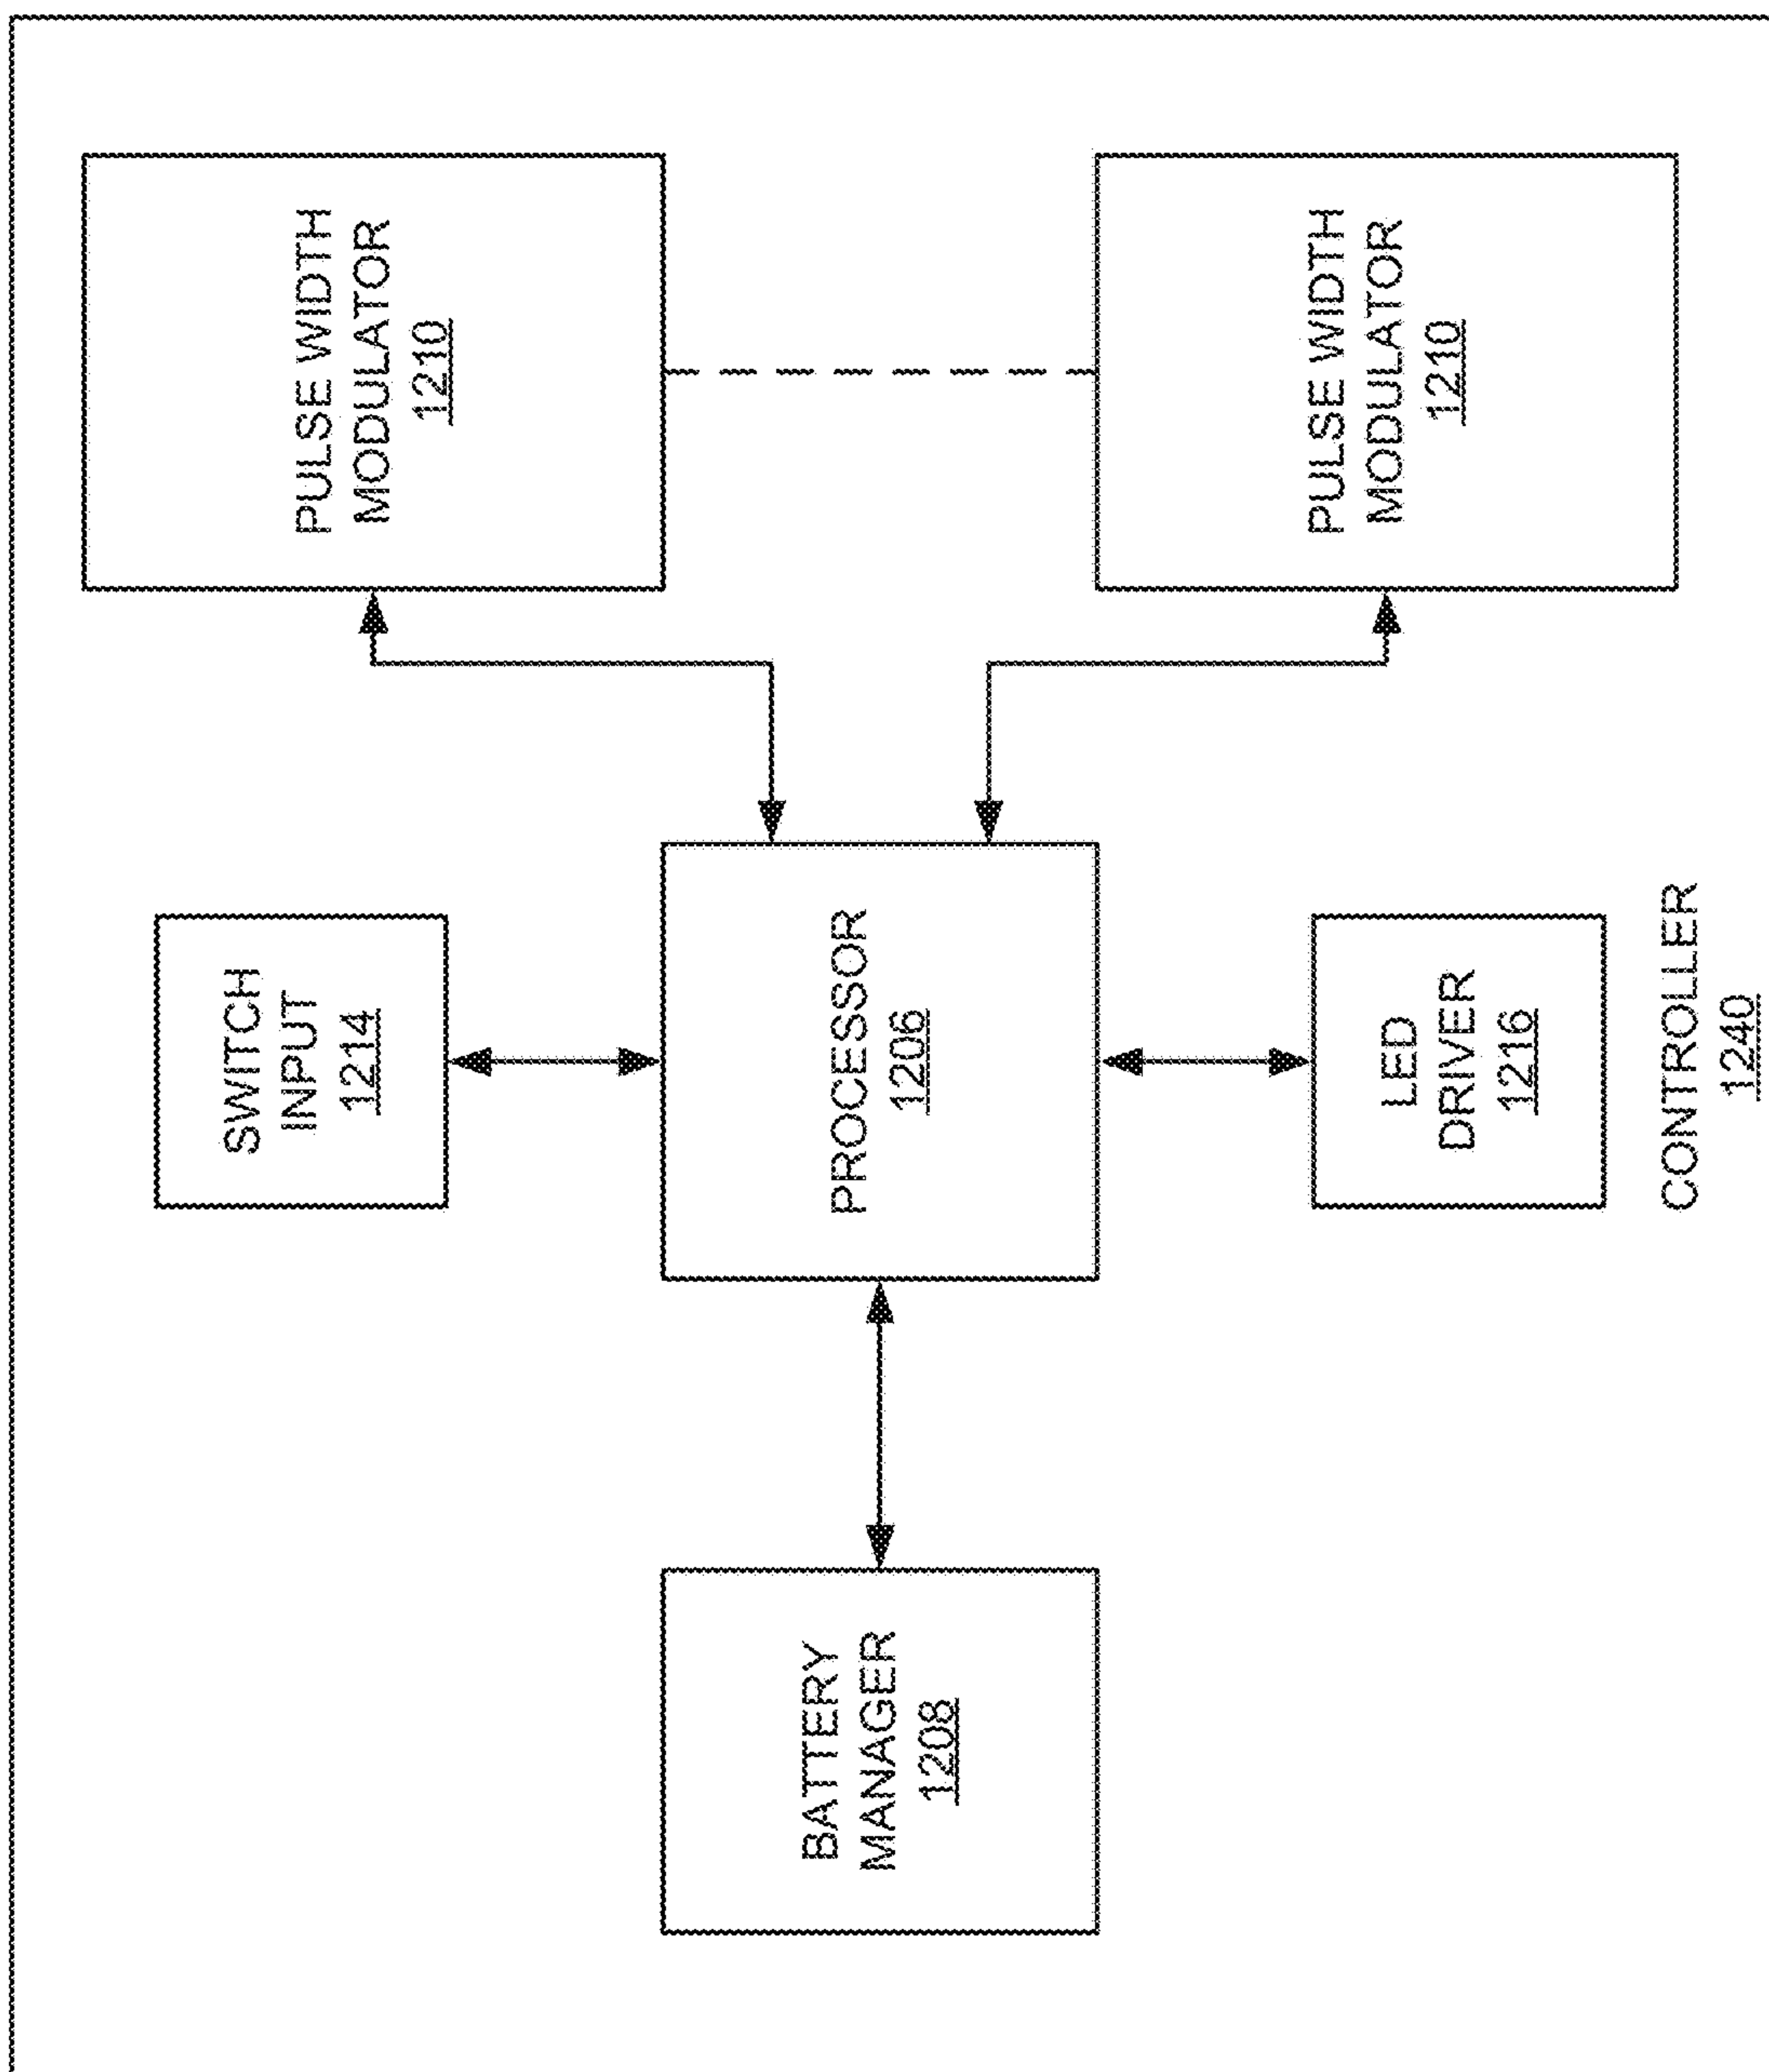 SWITCH
INPUT
1214
PULSE WIDTH
MODULATOR
1210
BATTERY
MANAGER
1208
PROCESSOR
1206
LED
DRIVER
1216
PULSE WIDTH
MODULATOR
1210
CONTROLLER
1240